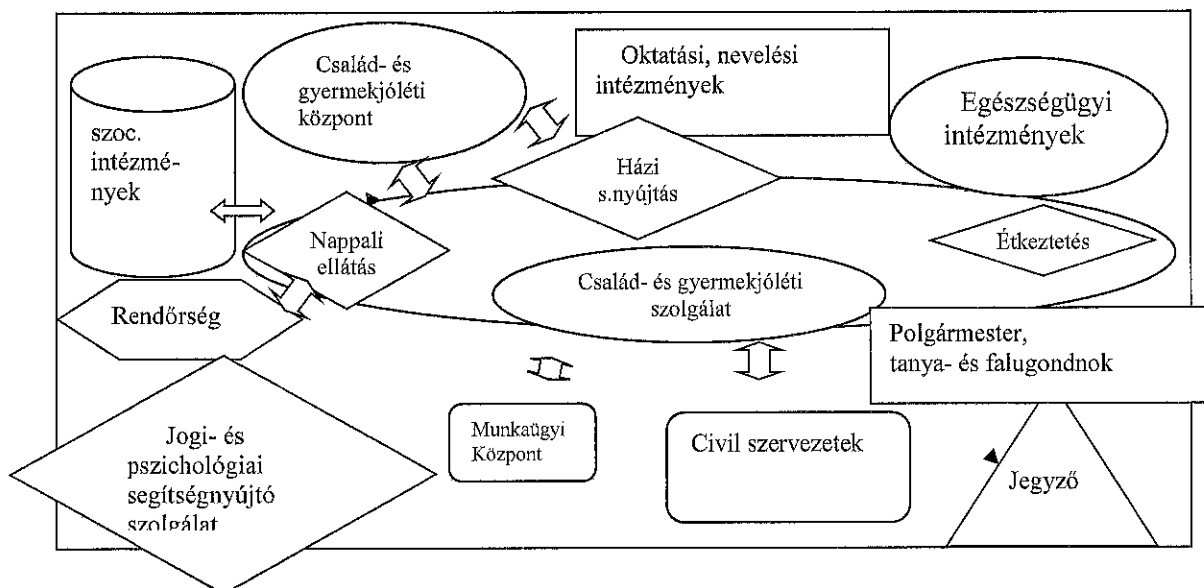 Család- és
gyermekjóléti
központ
Oktatási, nevelési
intézmények
Egészségügyi
intézmények
szoc.
intézmé-
nyek
Házi
s.nyújtás
Nappali
ellátás
Étkeztetés
Család- és gyermekjóléti
szolgálat
Rendőrség
Polgármester,
tanya- és falugondnok
Jogi- és
pszichológiai
segítségnyújtó
szolgálat
Munkaügyi
Központ
Civil szervezetek
Jegyző